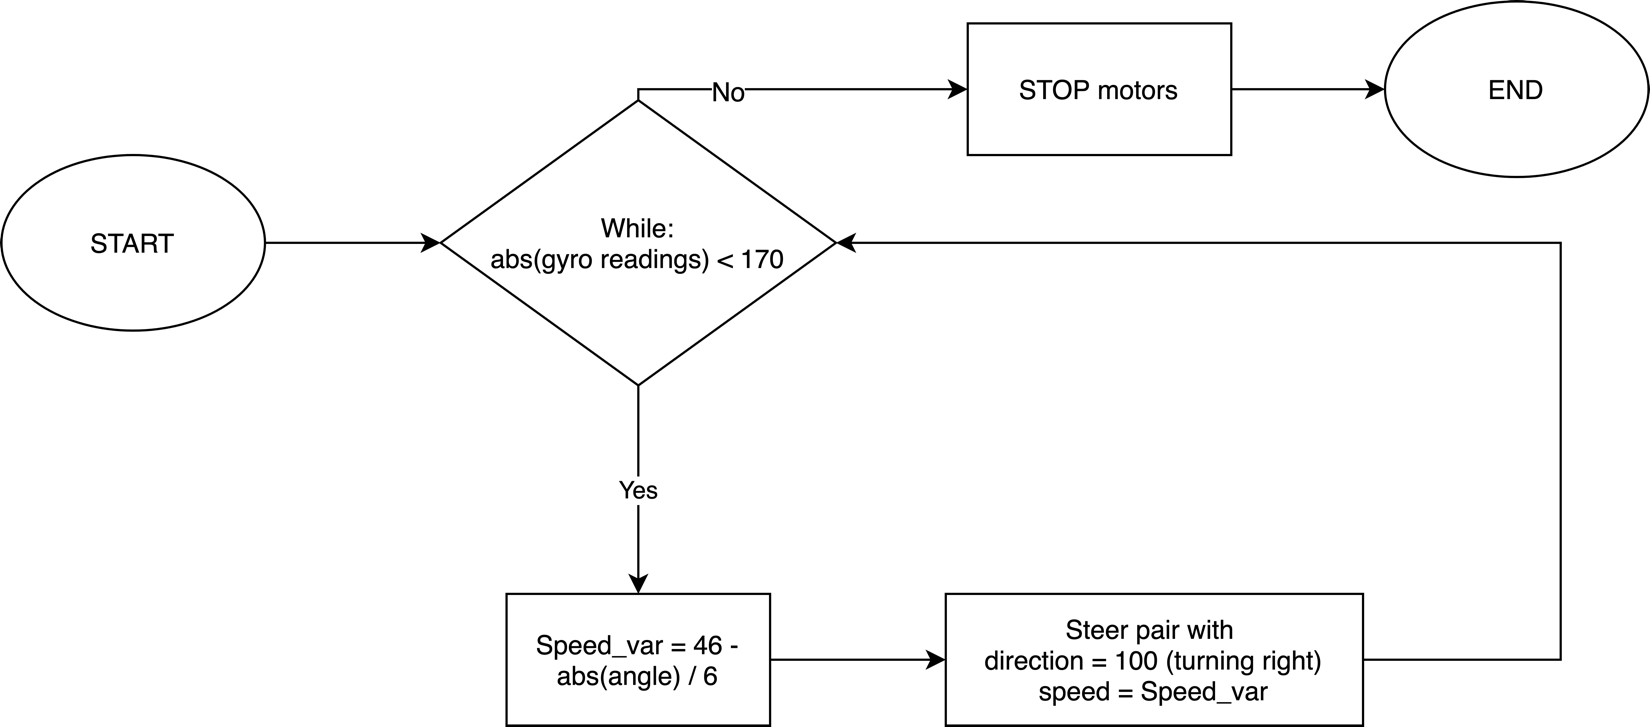 No
STOP motors
END
START
While:
abs(gyro readings) < 170
Yes
Speed_var = 46 -
abs(angle) / 6
Steer pair with
direction = 100 (turning right)
speed = Speed_var